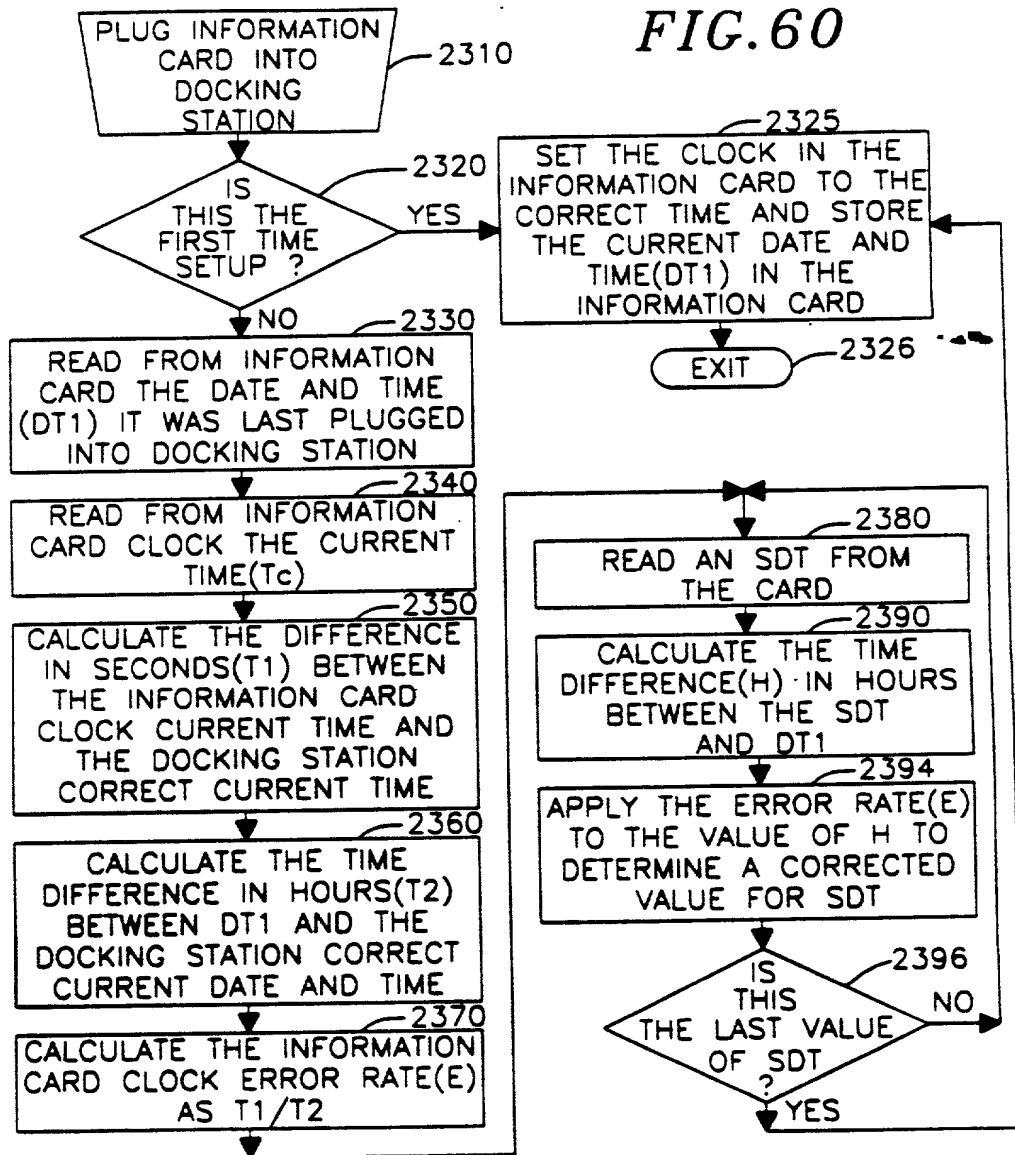 FIG.60
PLUG INFORMATION
CARD INTO
DOCKING
STATION
2310
2320
IS
THIS THE
FIRST TIME
SETUP ?
YES
NO
2325
SET THE CLOCK IN THE
INFORMATION CARD TO THE
CORRECT TIME AND STORE
THE CURRENT DATE AND
TIME(DT1) IN THE
INFORMATION CARD
EXIT
2326
2330
READ FROM INFORMATION
CARD THE DATE AND TIME
(DT1) IT WAS LAST PLUGGED
INTO DOCKING STATION
2340
READ FROM INFORMATION
CARD CLOCK THE CURRENT
TIME(Tc)
2350
CALCULATE THE DIFFERENCE
IN SECONDS(T1) BETWEEN
THE INFORMATION CARD
CLOCK CURRENT TIME AND
THE DOCKING STATION
CORRECT CURRENT TIME
2360
CALCULATE THE TIME
DIFFERENCE IN HOURS(T2)
BETWEEN DT1 AND THE
DOCKING STATION CORRECT
CURRENT DATE AND TIME
2370
CALCULATE THE INFORMATION
CARD CLOCK ERROR RATE(E)
AS T1/T2
2380
READ AN SDT FROM
THE CARD
2390
CALCULATE THE TIME
DIFFERENCE(H) IN HOURS
BETWEEN THE SDT
AND DT1
2394
APPLY THE ERROR RATE(E)
TO THE VALUE OF H TO
DETERMINE A CORRECTED
VALUE FOR SDT
2396
IS
THIS
THE LAST VALUE
OF SDT
?
NO
YES